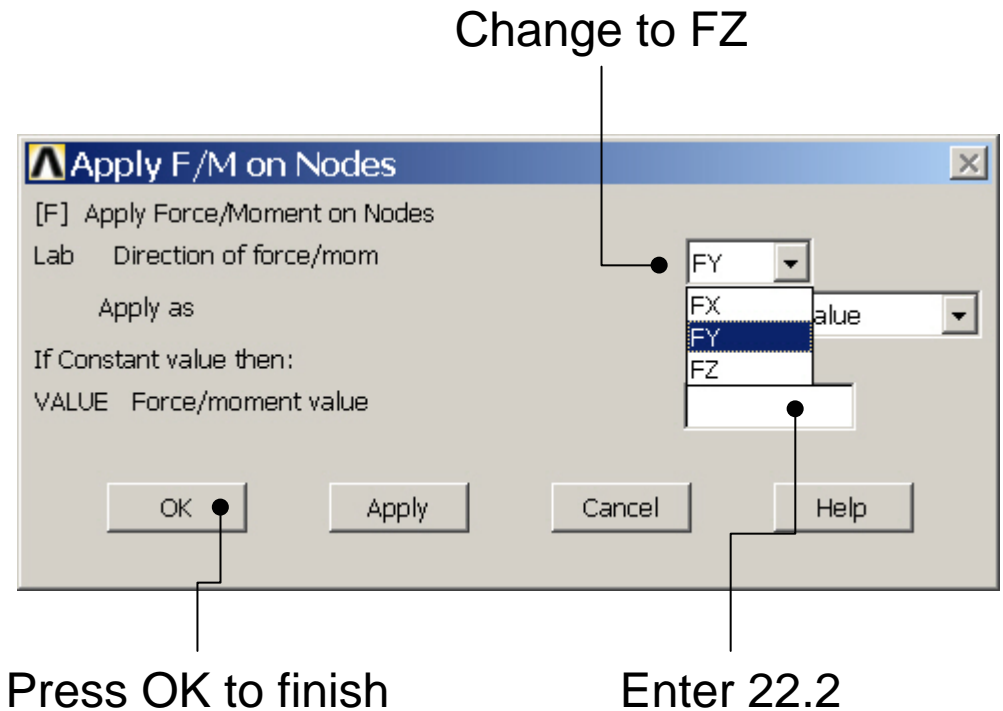 Change to FZ
Apply F/M on Nodes
[F] Apply Force/Moment on Nodes
Lab Direction of force/mom FY
Apply as alue
FX
FY
FZ
If Constant value then:
VALUE Force/moment value
OK Apply Cancel Help
Press OK to finish Enter 22.2